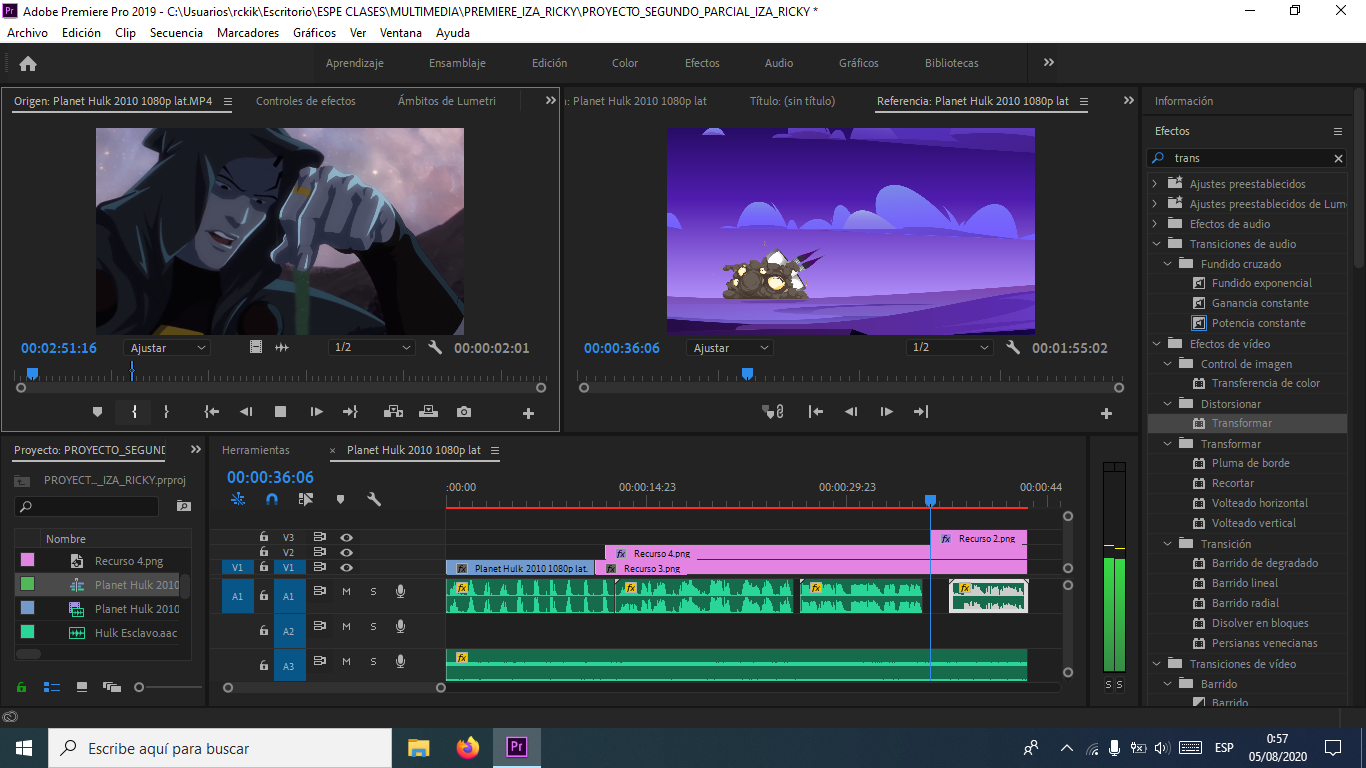 Adobe Premiere Pro 2019 - C:\Usuarios\rckik\Escritorio\ESPE CLASES\MULTIMEDIA\PREMIERE_IZA_RICKY\PROYECTO_SEGUNDO_PARCIAL_IZA_RICKY *
Archivo Edición Clip Secuencia Marcadores Gráficos Ver Ventana Ayuda
Aprendizaje Ensamblaje Edición Color Efectos Audio Gráficos Bibliotecas
Origen: Planet Hulk 2010 1080p lat.MP4 Controles de efectos Ámbitos de Lumetri
: Planet Hulk 2010 1080p lat Título: (sin título) Referencia: Planet Hulk 2010 1080p lat
00:02:51:16 Ajustar 1/2 00:00:02:01
00:00:36:06 Ajustar 1/2 00:01:55:02
Información
Efectos
trans
Ajustes preestablecidos
Ajustes preestablecidos de Lum
Efectos de audio
Transiciones de audio
Fundido cruzado
Fundido exponencial
Ganancia constante
Potencia constante
Efectos de vídeo
Control de imagen
Transferencia de color
Distorsionar
Transformar
Transformar
Pluma de borde
Recortar
Volteado horizontal
Volteado vertical
Transición
Barrido de degradado
Barrido lineal
Barrido radial
Disolver en bloques
Persianas venecianas
Transiciones de vídeo
Barrido
Barrido
Proyecto: PROYECTO_SEGUN
PROYECT..._IZA_RICKY.prproj
Nombre
Recurso 4.png
Planet Hulk 2010
Planet Hulk 2010
Hulk Esclavo.aac
Herramientas × Planet Hulk 2010 1080p lat
00:00:36:06
:00:00 00:00:14:23 00:00:29:23 00:00:44
V3 Recurso 2.png
V2 Recurso 4.png
V1 V1 Planet Hulk 2010 1080p lat. Recurso 3.png
A1 A1 M S
A2 M S
A3 M S
S S
Escribe aquí para buscar
ESP
0:57
05/08/2020